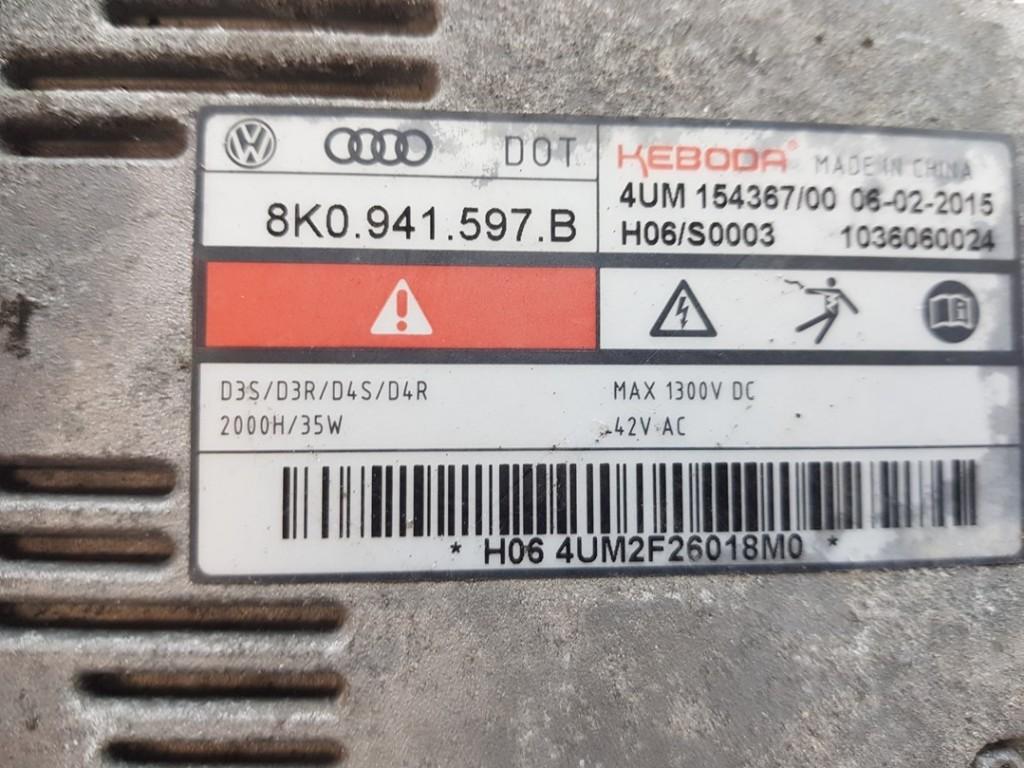 DOT
8K0.941.597.B
KEBODA® MADE IN CHINA
4UM 154367/00 06-02-2015
H06/S0003 1036060024
D3S/D3R/D4S/D4R
2000H/35W
MAX 1300V DC
42V AC
* H06 4UM2F26018M0 *